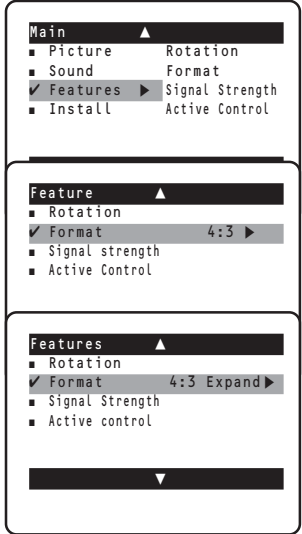 Main ▲
■ Picture Rotation
■ Sound Format
✔ Features ▶ Signal Strength
■ Install Active Control
Feature ▲
■ Rotation
✔ Format 4:3 ▶
■ Signal strength
■ Active Control
Features ▲
■ Rotation
✔ Format 4:3 Expand ▶
■ Signal Strength
■ Active control
▼